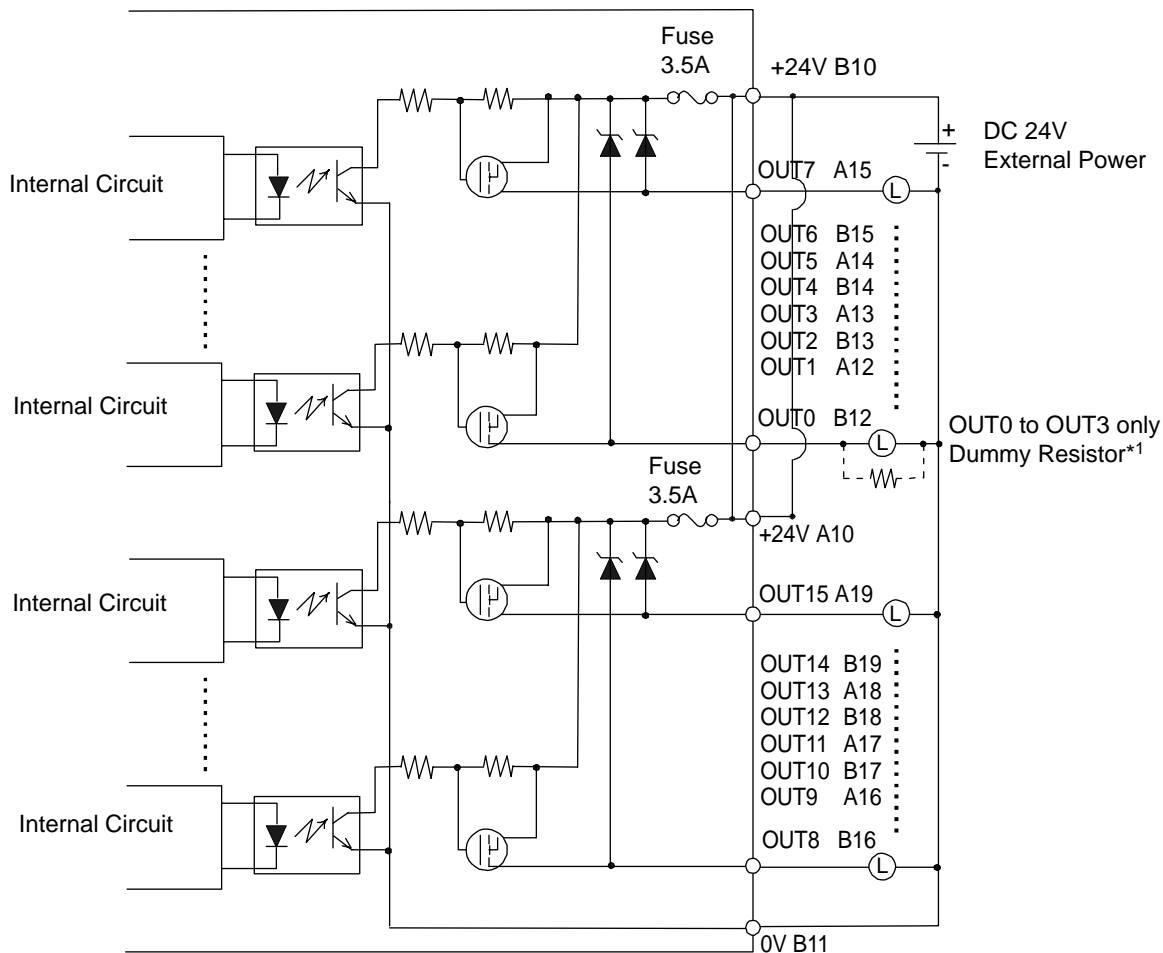 Fuse
3.5A
+24V B10
+
DC 24V
-
External Power
Internal Circuit
OUT7 A15
L
OUT6 B15
OUT5 A14
OUT4 B14
OUT3 A13
OUT2 B13
OUT1 A12
Internal Circuit
OUT0 B12
L
OUT0 to OUT3 only
Dummy Resistor*1
Fuse
3.5A
+24V A10
Internal Circuit
OUT15 A19
L
OUT14 B19
OUT13 A18
OUT12 B18
OUT11 A17
OUT10 B17
OUT9 A16
Internal Circuit
OUT8 B16
L
0V B11